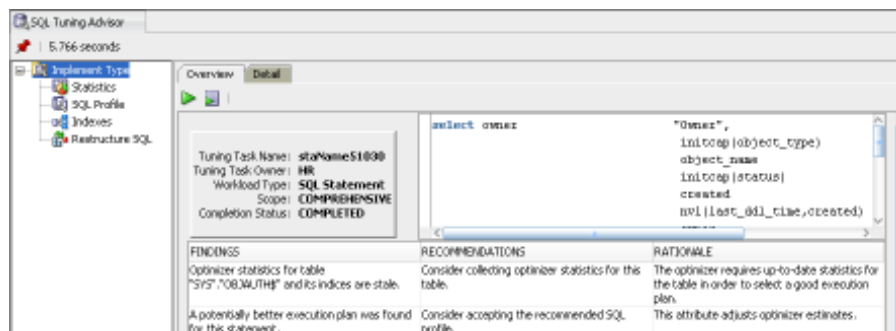 SQL Tuning Advisor
5.766 seconds
Implement Type
Statistics
SQL Profile
Indexes
Restructure SQL
Overview Detail
Tuning Task Name: staName51030
Tuning Task Owner: HR
Workload Type: SQL Statement
Scope: COMPREHENSIVE
Completion Status: COMPLETED
select owner "Owner",
initcap(object_type)
object_name
initcap(status)
created
nvl(last_ddl_time,created)
FINDINGS RECOMMENDATIONS RATIONALE
Optimizer statistics for table
"SYS"."OBJAUTH$" and its indices are stale.
Consider collecting optimizer statistics for this
table.
The optimizer requires up-to-date statistics for
the table in order to select a good execution
plan.
A potentially better execution plan was found
for this statement.
Consider accepting the recommended SQL
profile.
This attribute adjusts optimizer estimates.